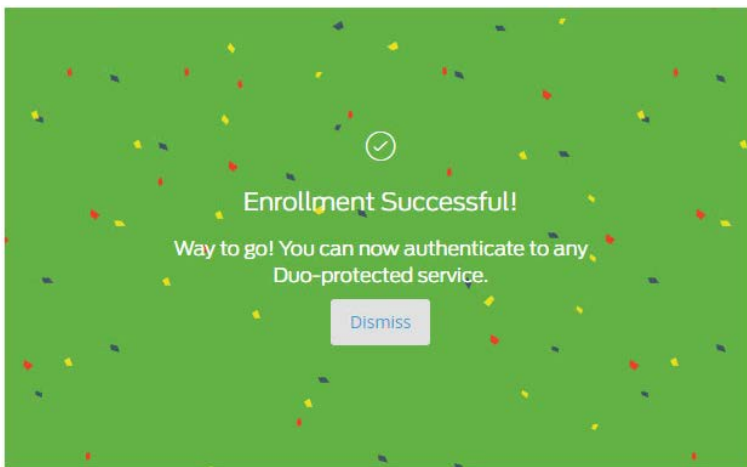 Enrollment Successful!
Way to go! You can now authenticate to any
Duo-protected service.
Dismiss